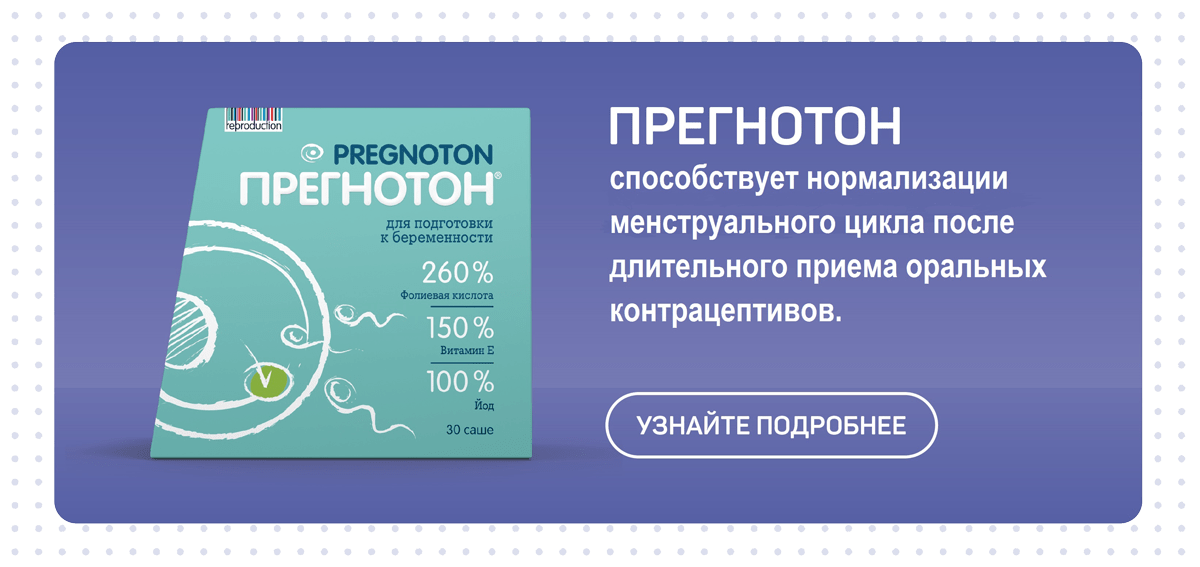 reproduction
PREGNOTON
ПРЕГНОТОН®
для подготовки
к беременности
260%
Фолиевая кислота
150%
Витамин Е
100%
Йод
30 саше
ПРЕГНОТОН
способствует нормализации
менструального цикла после
длительного приема оральных
контрацептивов.
УЗНАЙТЕ ПОДРОБНЕЕ